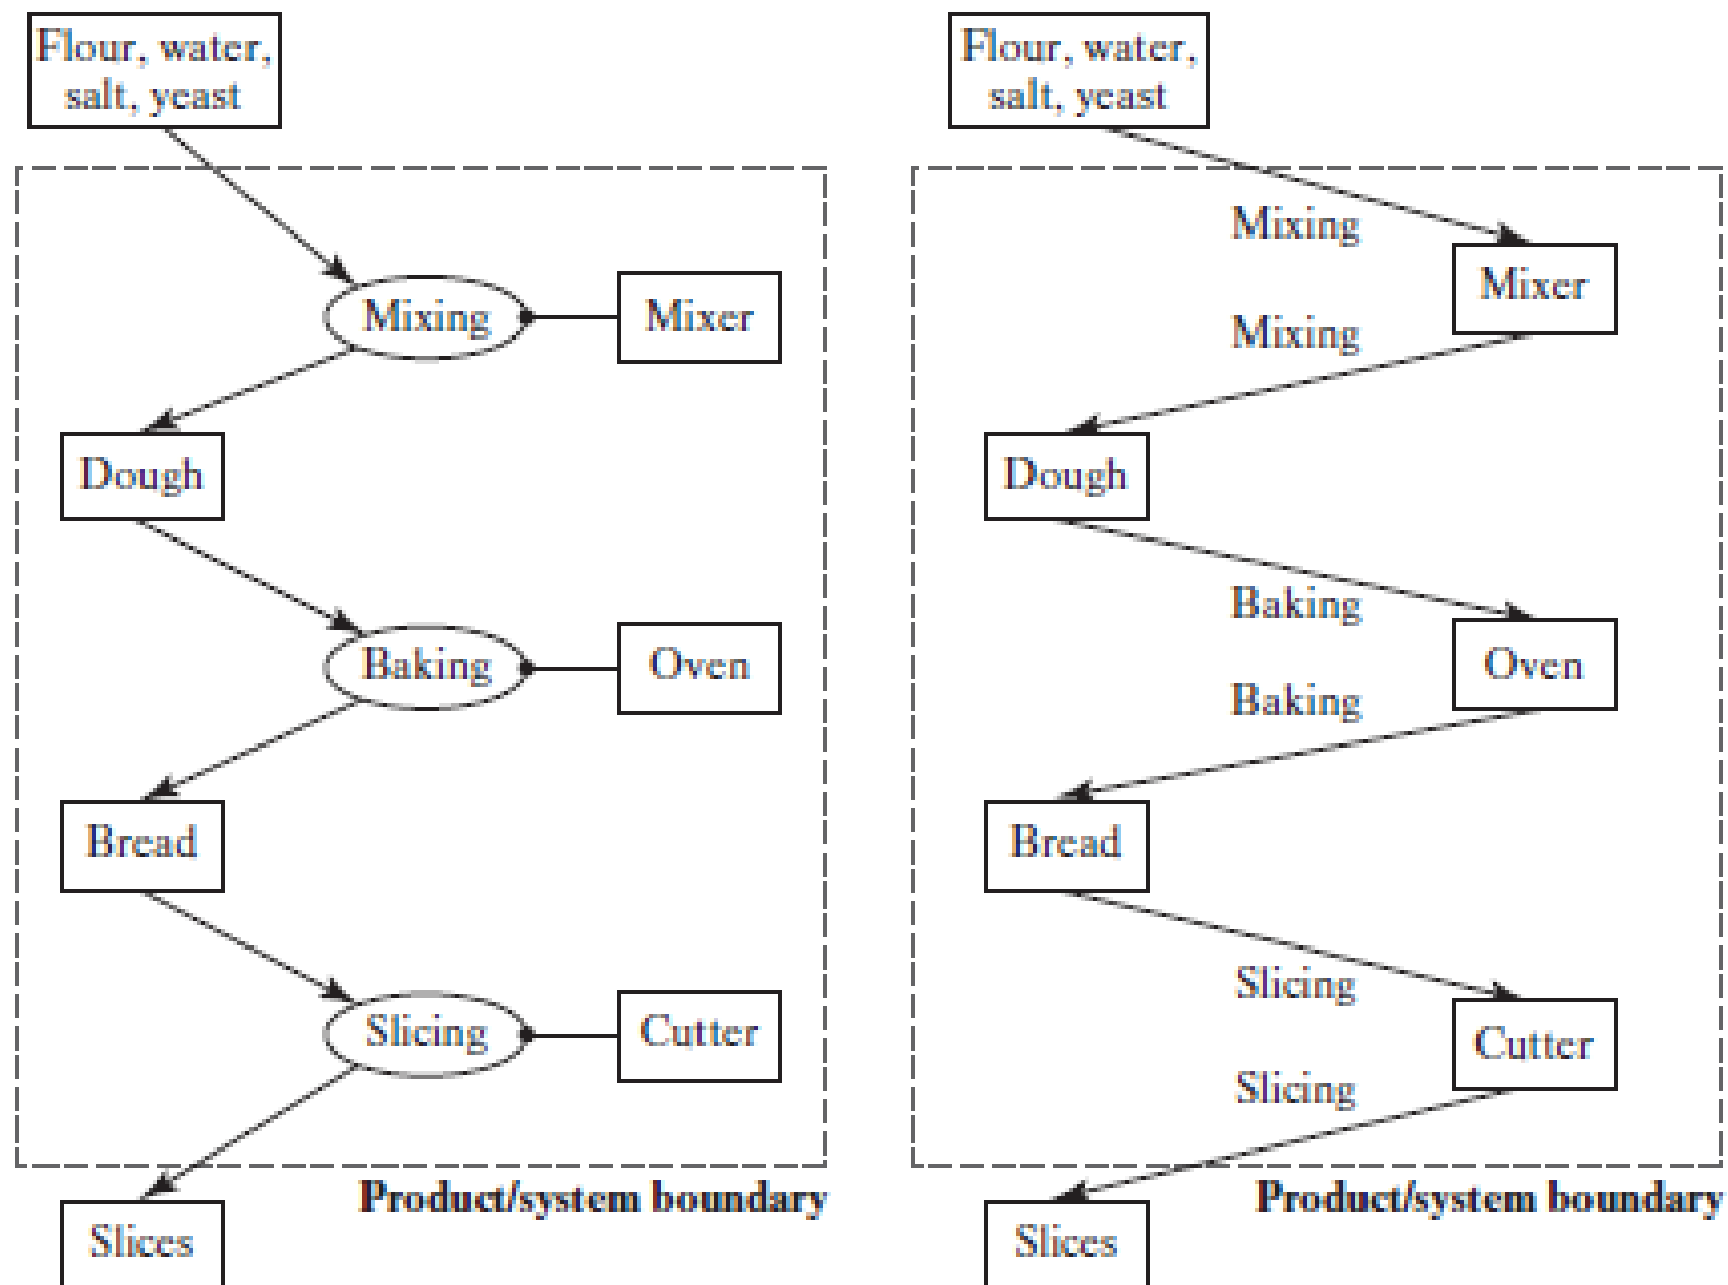 Flour, water,
salt, yeast
Mixing
Mixer
Dough
Baking
Oven
Bread
Slicing
Cutter
Product/system boundary
Slices
Flour, water,
salt, yeast
Mixing
Mixer
Mixing
Dough
Baking
Oven
Baking
Bread
Slicing
Cutter
Slicing
Product/system boundary
Slices